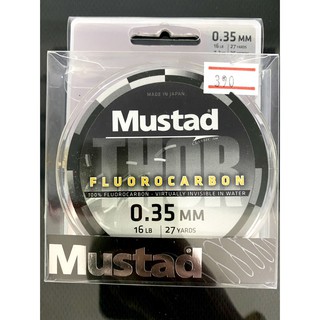 0.35 MM
16 LB 27 YARDS
390
MADE IN JAPAN
Mustad
THOR
FLUOROCARBON
100% FLUOROCARBON - VIRTUALLY INVISIBLE IN WATER
0.35 MM
16 LB 27 YARDS
Mustad